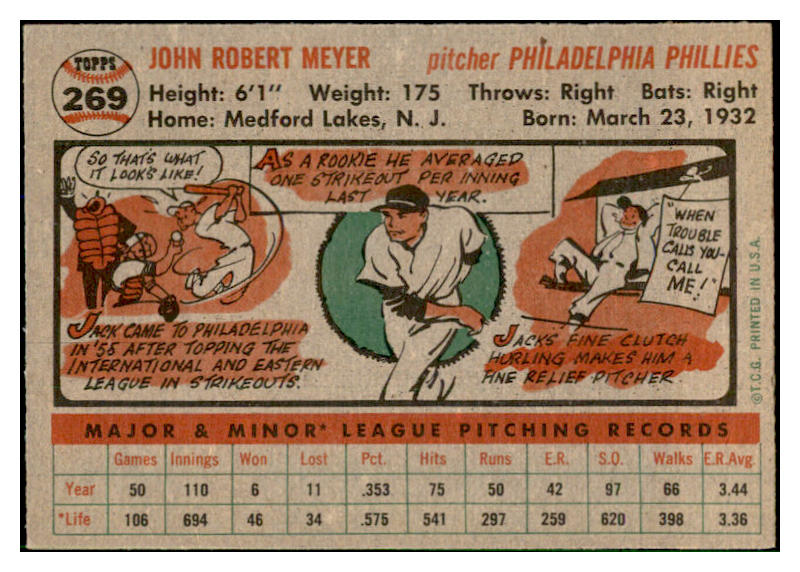 TOPPS
269
JOHN ROBERT MEYER pitcher PHILADELPHIA PHILLIES
Height: 6'1" Weight: 175 Throws: Right Bats: Right
Home: Medford Lakes, N. J. Born: March 23, 1932
SO THAT'S WHAT
IT LOOKS LIKE!
AS A ROOKIE HE AVERAGED
ONE STRIKEOUT PER INNING
LAST YEAR.
"WHEN
TROUBLE
CALLS YOU-
CALL
ME!"
JACK CAME TO PHILADELPHIA
IN '55 AFTER TOPPING THE
INTERNATIONAL AND EASTERN
LEAGUE IN STRIKEOUTS.
JACK'S FINE CLUTCH
HURLING MAKES HIM A
FINE RELIEF PITCHER
©T.C.G. PRINTED IN U.S.A.
MAJOR & MINOR* LEAGUE PITCHING RECORDS
Games Innings Won Lost Pct. Hits Runs E.R. S.O. Walks E.R.Avg.
Year 50 110 6 11 .353 75 50 42 97 66 3.44
*Life 106 694 46 34 .575 541 297 259 620 398 3.36